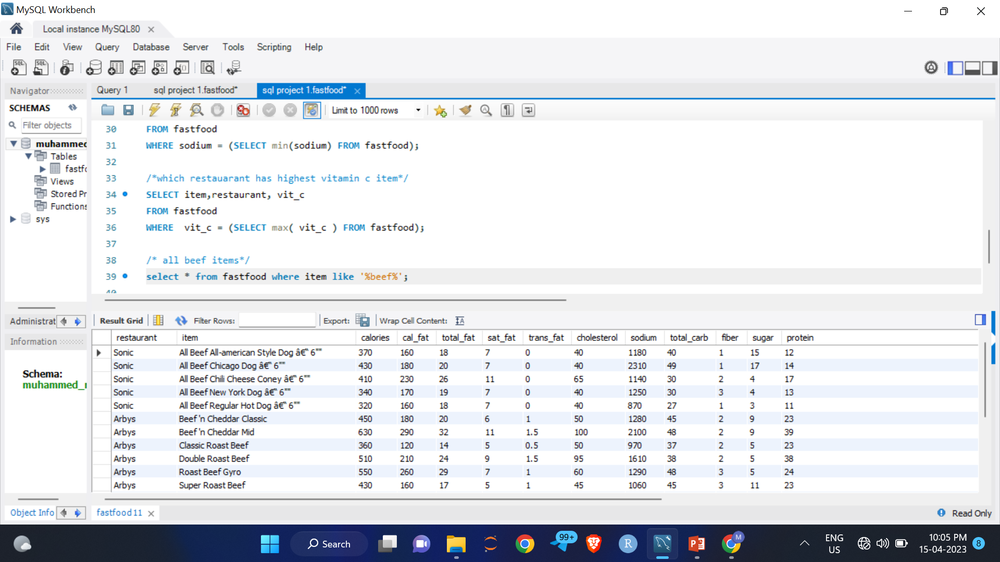 MySQL Workbench
Local instance MySQL80
File Edit View Query Database Server Tools Scripting Help
Navigator
Query 1
sql project 1.fastfood*
sql project 1.fastfood*
SCHEMAS
Filter objects
muhammed
Tables
fastfo
Views
Stored Pr
Functions
sys
Limit to 1000 rows
30 FROM fastfood
31 WHERE sodium = (SELECT min(sodium) FROM fastfood);
32
33 /*which restauarant has highest vitamin c item*/
34 SELECT item,restaurant, vit_c
35 FROM fastfood
36 WHERE  vit_c = (SELECT max( vit_c ) FROM fastfood);
37
38 /* all beef items*/
39 select * from fastfood where item like '%beef%';
40
Administrat
Information
Schema:
muhammed_
Object Info
Result Grid Filter Rows: Export: Wrap Cell Content:
restaurant item calories cal_fat total_fat sat_fat trans_fat cholesterol sodium total_carb fiber sugar protein
Sonic All Beef All-american Style Dog â€" 6"" 370 160 18 7 0 40 1180 40 1 15 12
Sonic All Beef Chicago Dog â€" 6"" 430 180 20 7 0 40 2310 49 1 17 14
Sonic All Beef Chili Cheese Coney â€" 6"" 410 230 26 11 0 65 1140 30 2 4 17
Sonic All Beef New York Dog â€" 6"" 340 170 19 7 0 40 1250 30 3 4 13
Sonic All Beef Regular Hot Dog â€" 6"" 320 160 18 7 0 40 870 27 1 3 11
Arbys Beef 'n Cheddar Classic 450 180 20 6 1 50 1280 45 2 9 23
Arbys Beef 'n Cheddar Mid 630 290 32 11 1.5 100 2100 48 2 9 39
Arbys Classic Roast Beef 360 120 14 5 0.5 50 970 37 2 5 23
Arbys Double Roast Beef 510 210 24 9 1.5 95 1610 38 2 5 38
Arbys Roast Beef Gyro 550 260 29 7 1 60 1290 48 3 5 24
Arbys Super Roast Beef 430 160 17 5 1 45 1060 45 3 11 23
fastfood 11
Read Only
Search
99+
ENG
US
10:05 PM
15-04-2023
8